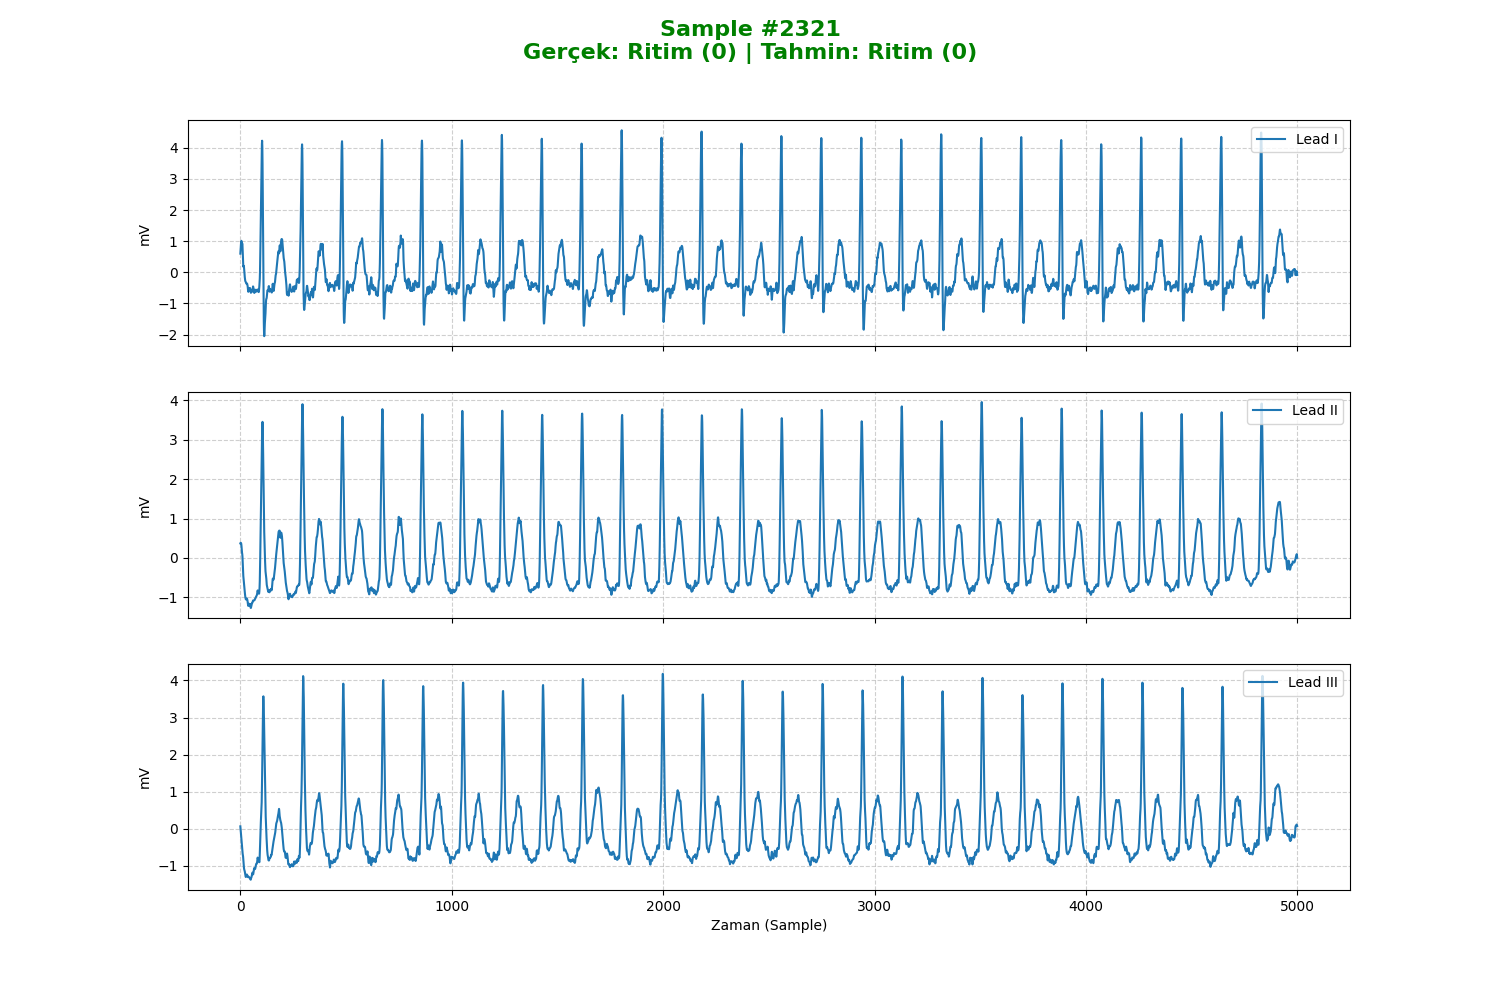 Sample #2321
Gerçek: Ritim (0) | Tahmin: Ritim (0)
Lead I
4
3
2
1
0
−1
−2
mV
Lead II
4
3
2
1
0
−1
mV
Lead III
4
3
2
1
0
−1
mV
0 1000 2000 3000 4000 5000
Zaman (Sample)